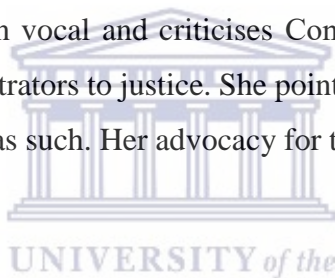 n vocal and criticises Con
trators to justice. She point
as such. Her advocacy for t
UNIVERSITY of the